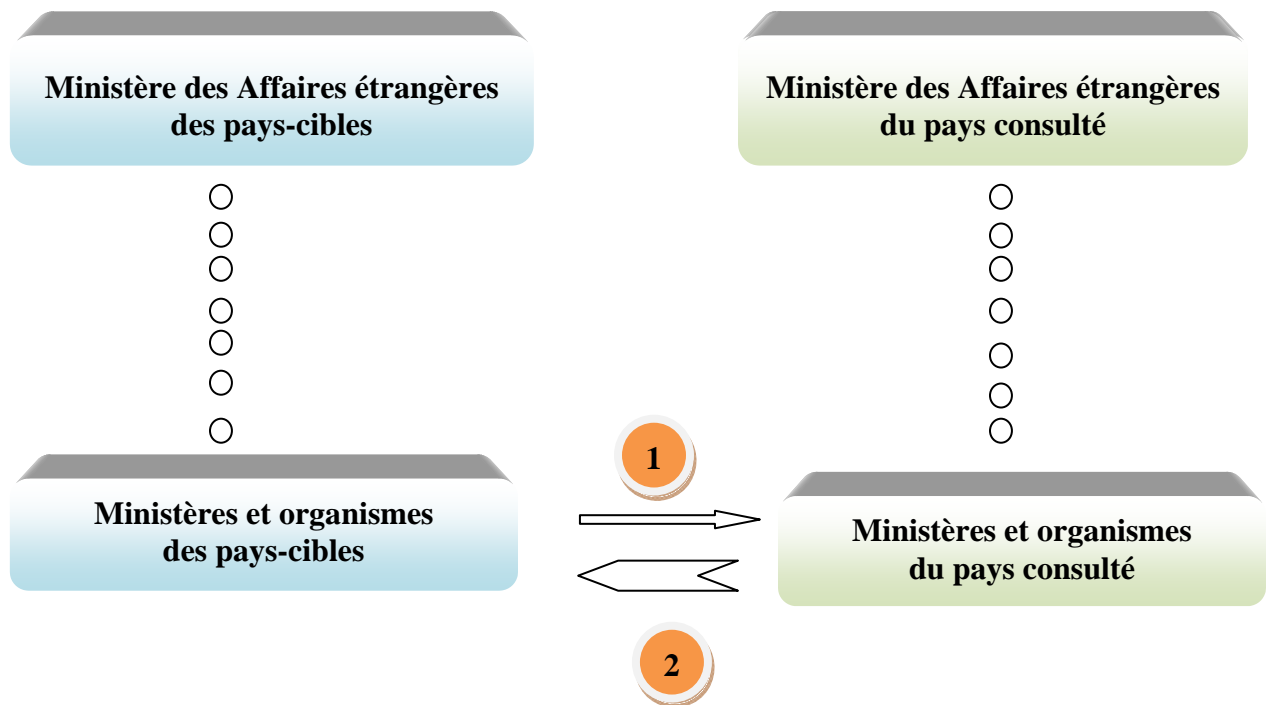 Ministère des Affaires étrangères
des pays-cibles
Ministère des Affaires étrangères
du pays consulté
1
Ministères et organismes
des pays-cibles
Ministères et organismes
du pays consulté
2